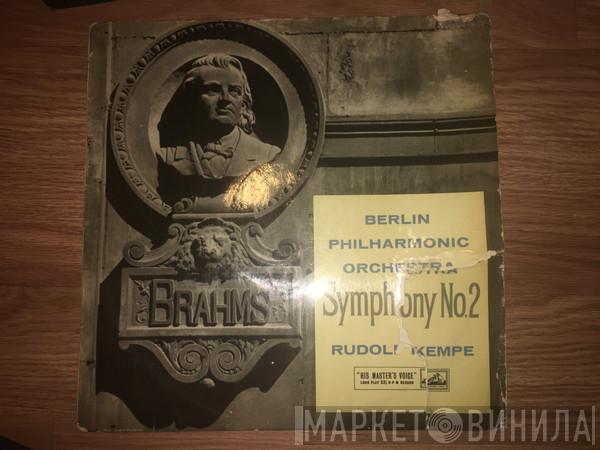 BRAHMS
BERLIN
PHILHARMONIC
ORCHESTRA
Symphony No.2
RUDOLF KEMPE
"HIS MASTER'S VOICE"
LONG PLAY 33⅓ R·P·M RECORD
МАРКЕТ ВИНИЛА